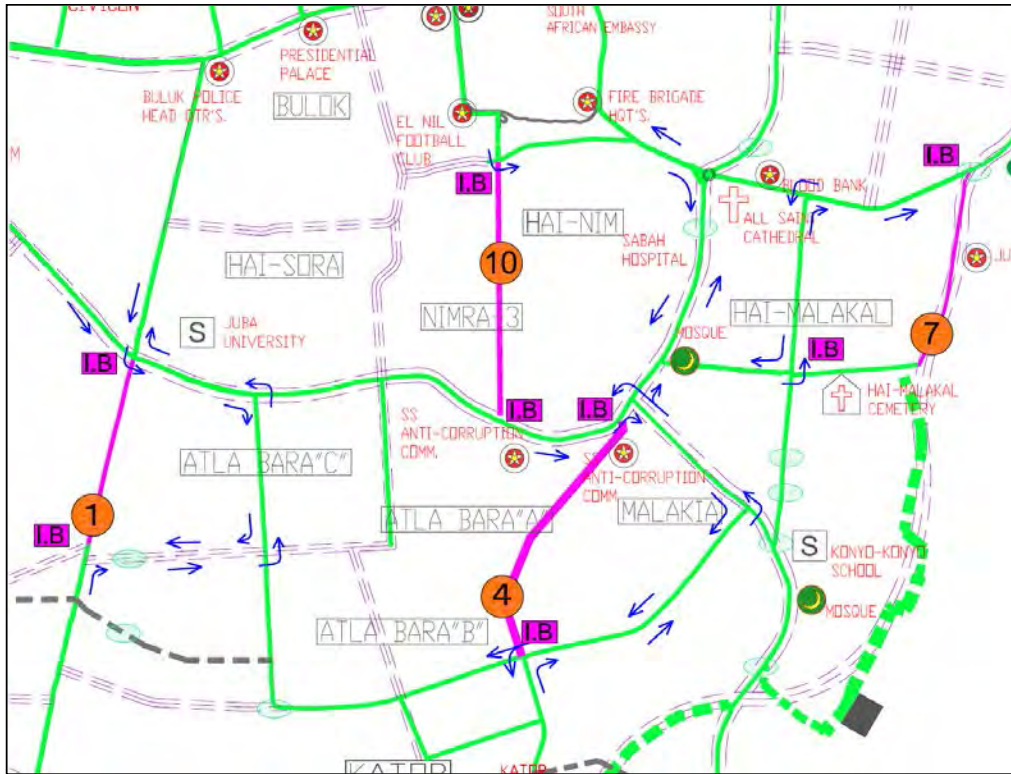 CIVICON
SOUTH
AFRICAN EMBASSY
PRESIDENTIAL
PALACE
BULUK POLICE
HEAD QTR'S.
BULUK
EL NIL
FOOTBALL
CLUB
FIRE BRIGADE
HQT'S.
M
I.B
I.B
BLOOD BANK
ALL SAIN
CATHEDRAL
HAI-NIM
SABAH
HOSPITAL
HAI-SORA
10
JU
NIMRA-3
HAI-MALAKAL
7
S
JUBA
UNIVERSITY
MOSQUE
I.B
I.B
HAI-MALAKAL
CEMETERY
I.B
I.B
SS
ANTI-CORRUPTION
COMM.
SS
ANTI-CORRUPTION
COMM.
ATLA BARA"C"
1
I.B
ATLA BARA"A"
MALAKIA
S
KONYO-KONYO
SCHOOL
4
MOSQUE
ATLA BARA"B"
I.B
KATOR
KATOR